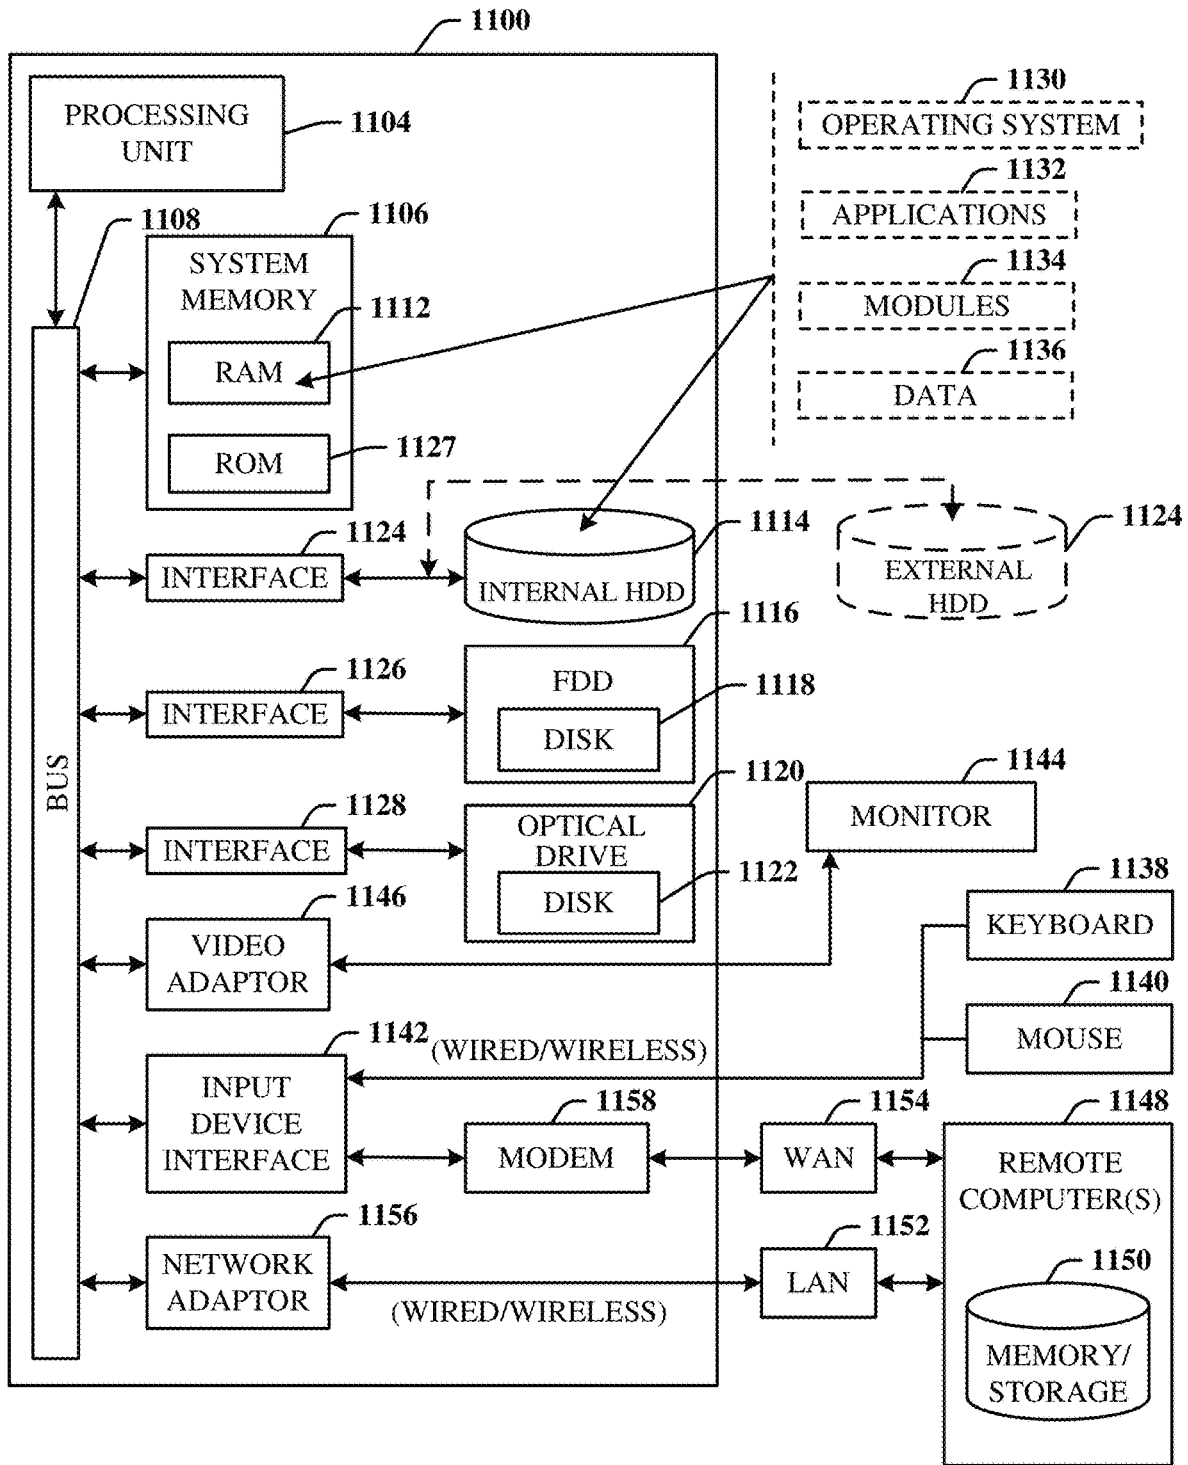 1100
PROCESSING
UNIT
1104
1130
OPERATING SYSTEM
1132
APPLICATIONS
1134
MODULES
1136
DATA
1108
1106
SYSTEM
MEMORY
1112
RAM
1127
ROM
1124
INTERFACE
1114
INTERNAL HDD
1124
EXTERNAL
HDD
1126
INTERFACE
1116
FDD
1118
DISK
BUS
1128
INTERFACE
1120
OPTICAL
DRIVE
1122
DISK
1144
MONITOR
1146
VIDEO
ADAPTOR
1138
KEYBOARD
1140
MOUSE
1142
(WIRED/WIRELESS)
INPUT
DEVICE
INTERFACE
1158
MODEM
1154
WAN
1148
REMOTE
COMPUTER(S)
1156
NETWORK
ADAPTOR
(WIRED/WIRELESS)
1152
LAN
1150
MEMORY/
STORAGE